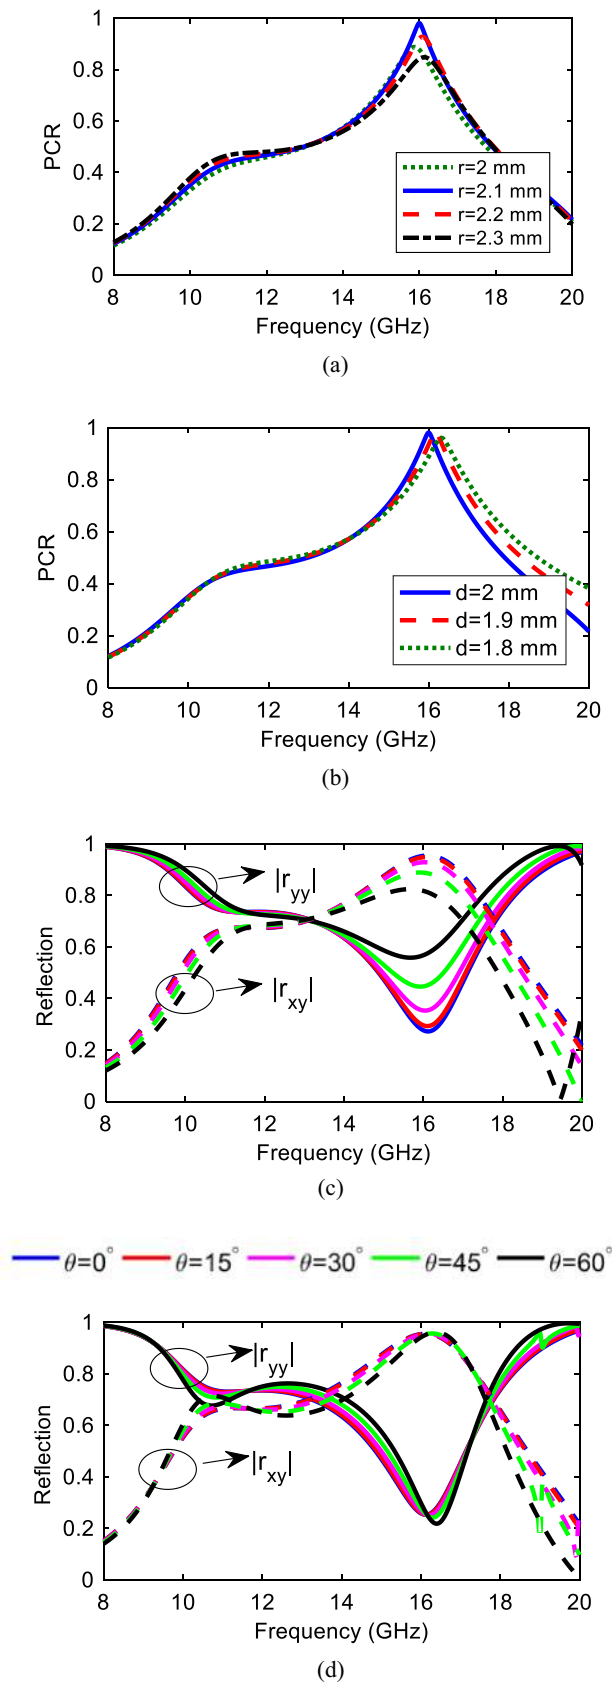 1
0.8
0.6
0.4
0.2
0
PCR
r=2 mm
r=2.1 mm
r=2.2 mm
r=2.3 mm
8 10 12 14 16 18 20
Frequency (GHz)
(a)
1
0.8
0.6
0.4
0.2
0
PCR
d=2 mm
d=1.9 mm
d=1.8 mm
8 10 12 14 16 18 20
Frequency (GHz)
(b)
1
0.8
0.6
0.4
0.2
0
Reflection
|r_yy|
|r_xy|
8 10 12 14 16 18 20
Frequency (GHz)
(c)
θ=0° θ=15° θ=30° θ=45° θ=60°
1
0.8
0.6
0.4
0.2
0
Reflection
|r_yy|
|r_xy|
8 10 12 14 16 18 20
Frequency (GHz)
(d)